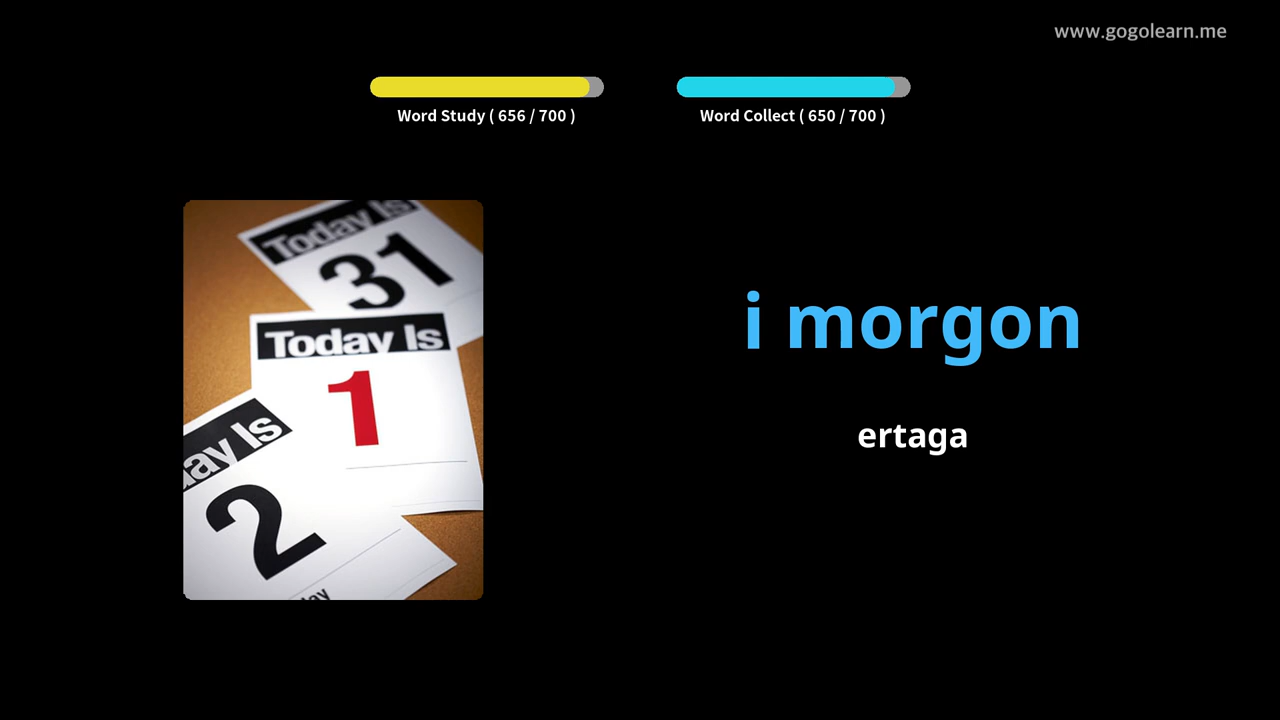 www.gogolearn.me
Word Study ( 656 / 700 )
Word Collect ( 650 / 700 )
Today Is
31
Today Is
1
ay Is
2
i morgon
ertaga